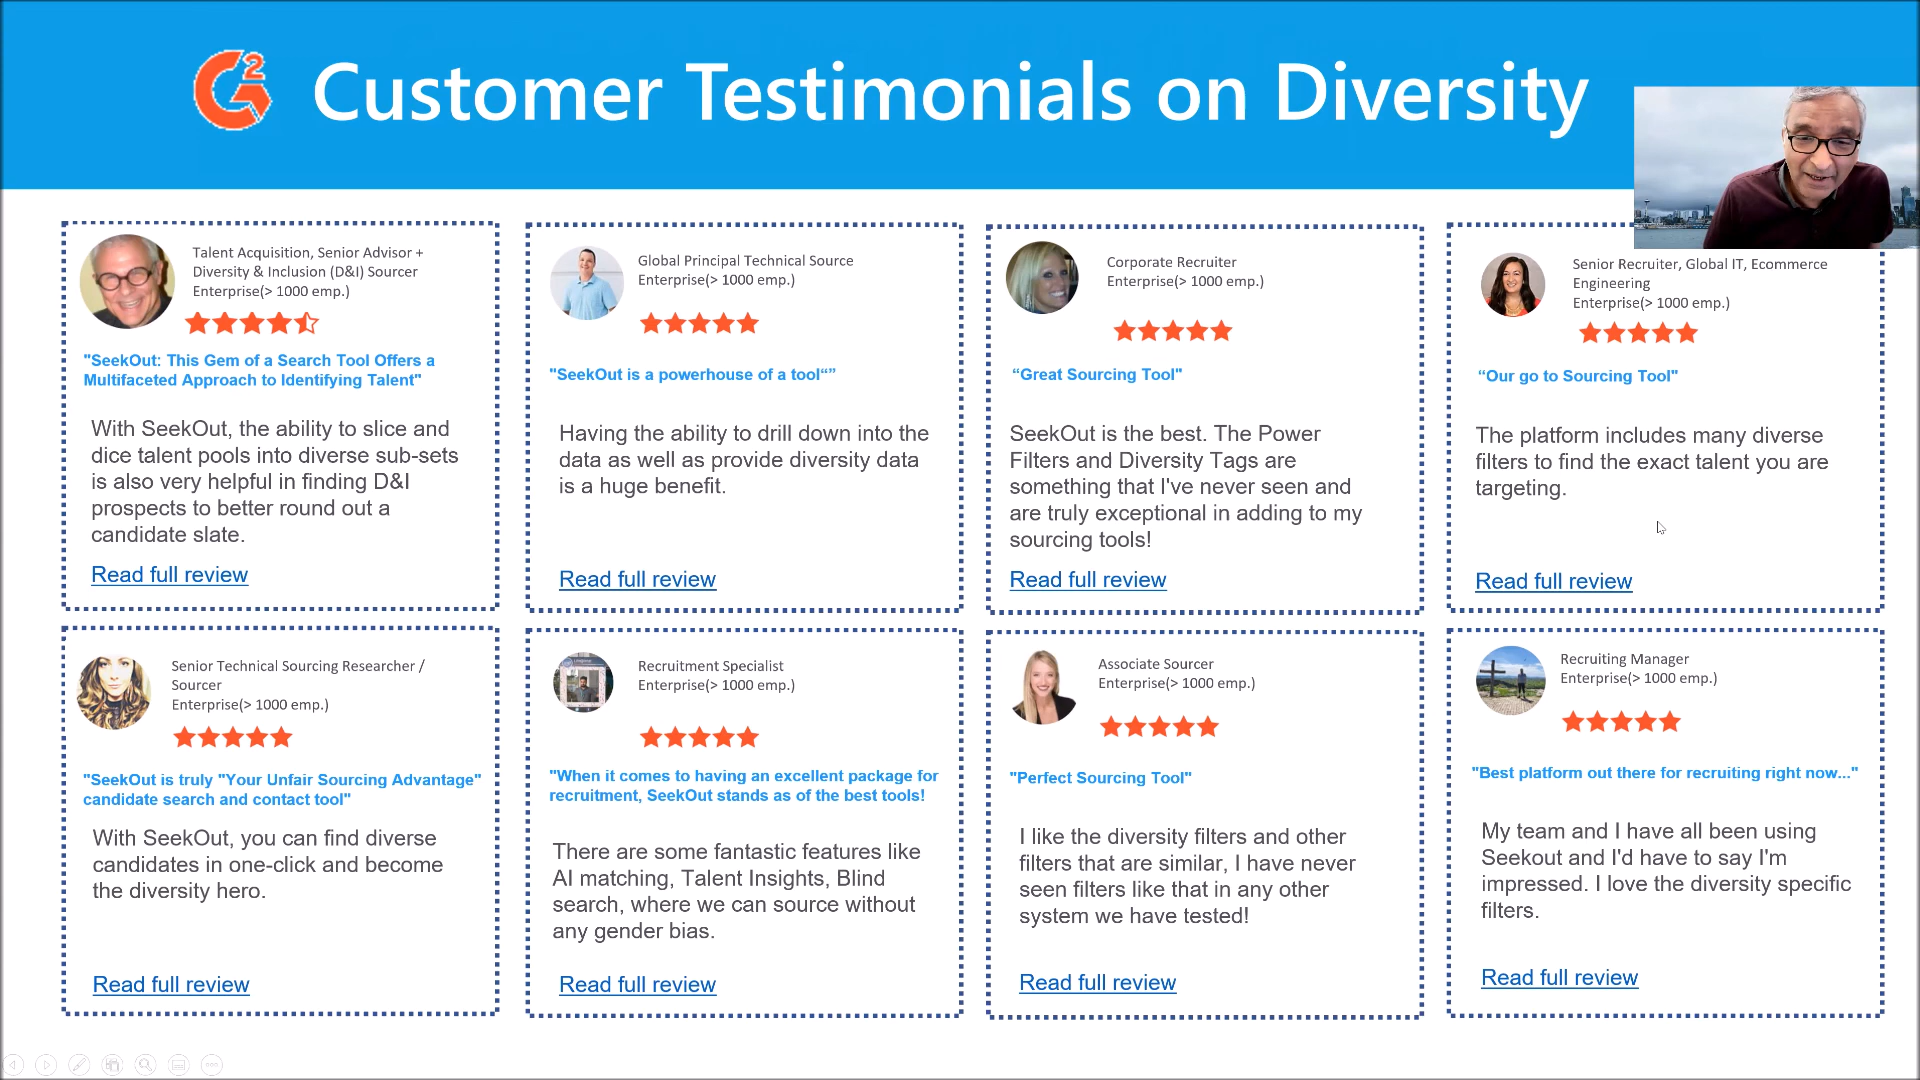 G2 Customer Testimonials on Diversity
Talent Acquisition, Senior Advisor +
Diversity & Inclusion (D&I) Sourcer
Enterprise(> 1000 emp.)
"SeekOut: This Gem of a Search Tool Offers a
Multifaceted Approach to Identifying Talent"
With SeekOut, the ability to slice and
dice talent pools into diverse sub-sets
is also very helpful in finding D&I
prospects to better round out a
candidate slate.
Read full review
Global Principal Technical Source
Enterprise(> 1000 emp.)
"SeekOut is a powerhouse of a tool“”
Having the ability to drill down into the
data as well as provide diversity data
is a huge benefit.
Read full review
Corporate Recruiter
Enterprise(> 1000 emp.)
“Great Sourcing Tool"
SeekOut is the best. The Power
Filters and Diversity Tags are
something that I've never seen and
are truly exceptional in adding to my
sourcing tools!
Read full review
Senior Recruiter, Global IT, Ecommerce
Engineering
Enterprise(> 1000 emp.)
“Our go to Sourcing Tool"
The platform includes many diverse
filters to find the exact talent you are
targeting.
Read full review
Senior Technical Sourcing Researcher /
Sourcer
Enterprise(> 1000 emp.)
"SeekOut is truly "Your Unfair Sourcing Advantage"
candidate search and contact tool"
With SeekOut, you can find diverse
candidates in one-click and become
the diversity hero.
Read full review
Recruitment Specialist
Enterprise(> 1000 emp.)
"When it comes to having an excellent package for
recruitment, SeekOut stands as of the best tools!
There are some fantastic features like
AI matching, Talent Insights, Blind
search, where we can source without
any gender bias.
Read full review
Associate Sourcer
Enterprise(> 1000 emp.)
"Perfect Sourcing Tool"
I like the diversity filters and other
filters that are similar, I have never
seen filters like that in any other
system we have tested!
Read full review
Recruiting Manager
Enterprise(> 1000 emp.)
"Best platform out there for recruiting right now..."
My team and I have all been using
Seekout and I'd have to say I'm
impressed. I love the diversity specific
filters.
Read full review